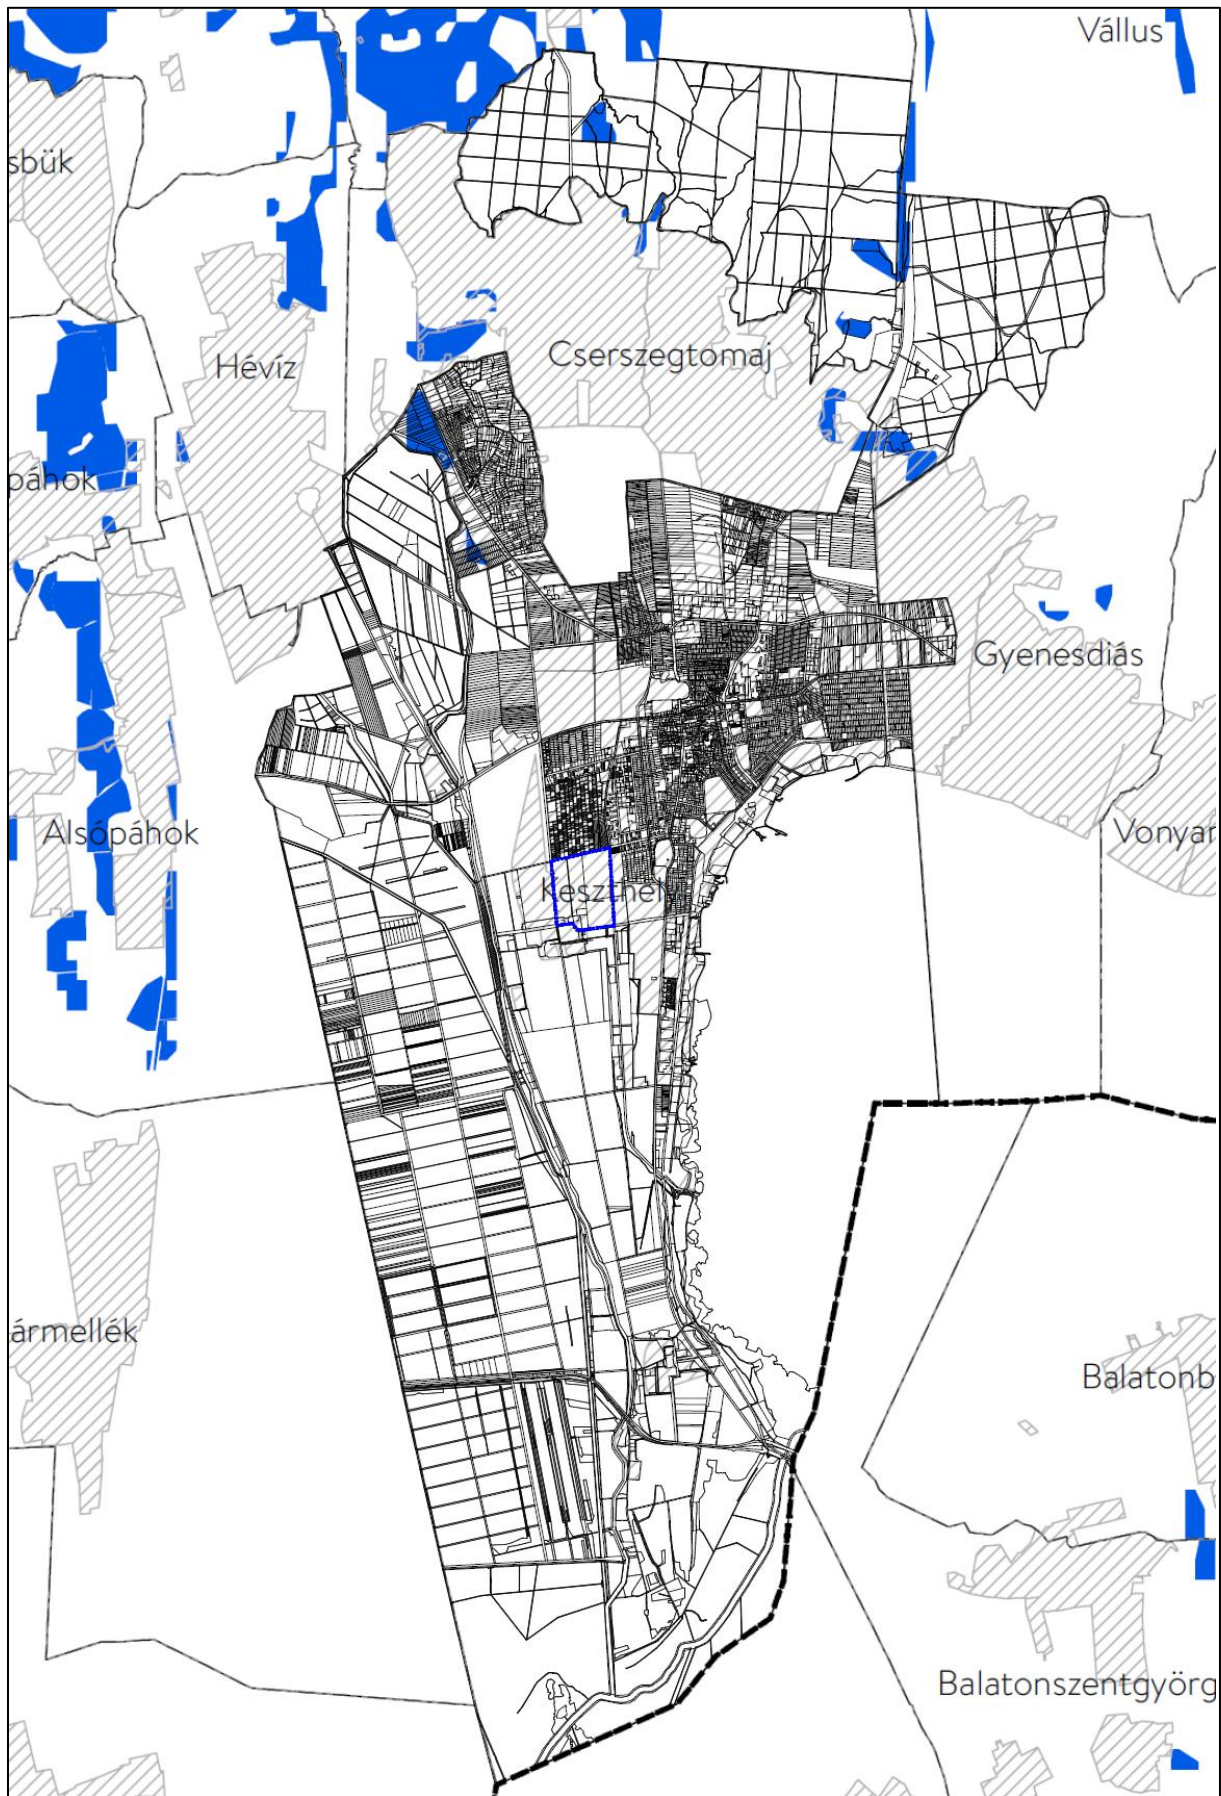 Vállus
sbük
Hévíz
Cserszegtomaj
páhok
Gyenesdiás
Alsópáhok
Vonyar
Keszthely
ármellék
Balatonb
Balatonszentgyörg